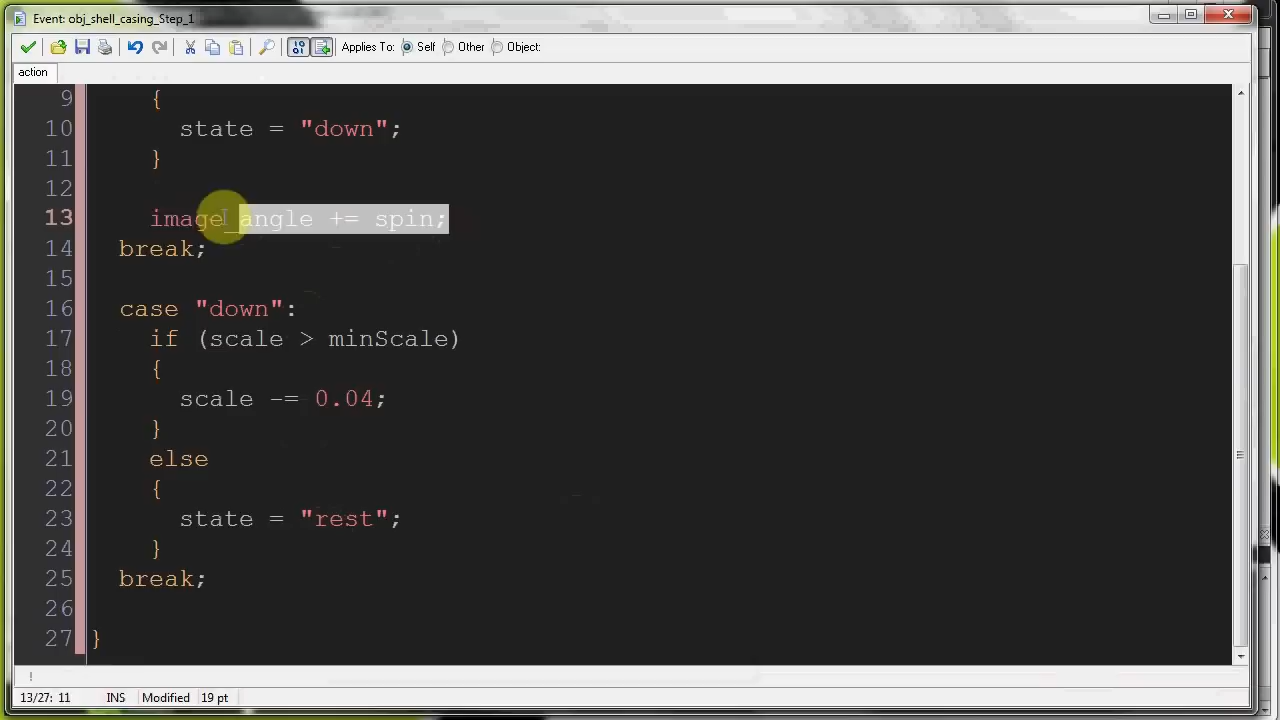 Event: obj_shell_casing_Step_1
Applies To: Self Other Object:
action
9 {
10 state = "down";
11 }
12
13 image_angle += spin;
14 break;
15
16 case "down":
17 if (scale > minScale)
18 {
19 scale -= 0.04;
20 }
21 else
22 {
23 state = "rest";
24 }
25 break;
26
27 }
!
13/27: 11 INS Modified 19 pt